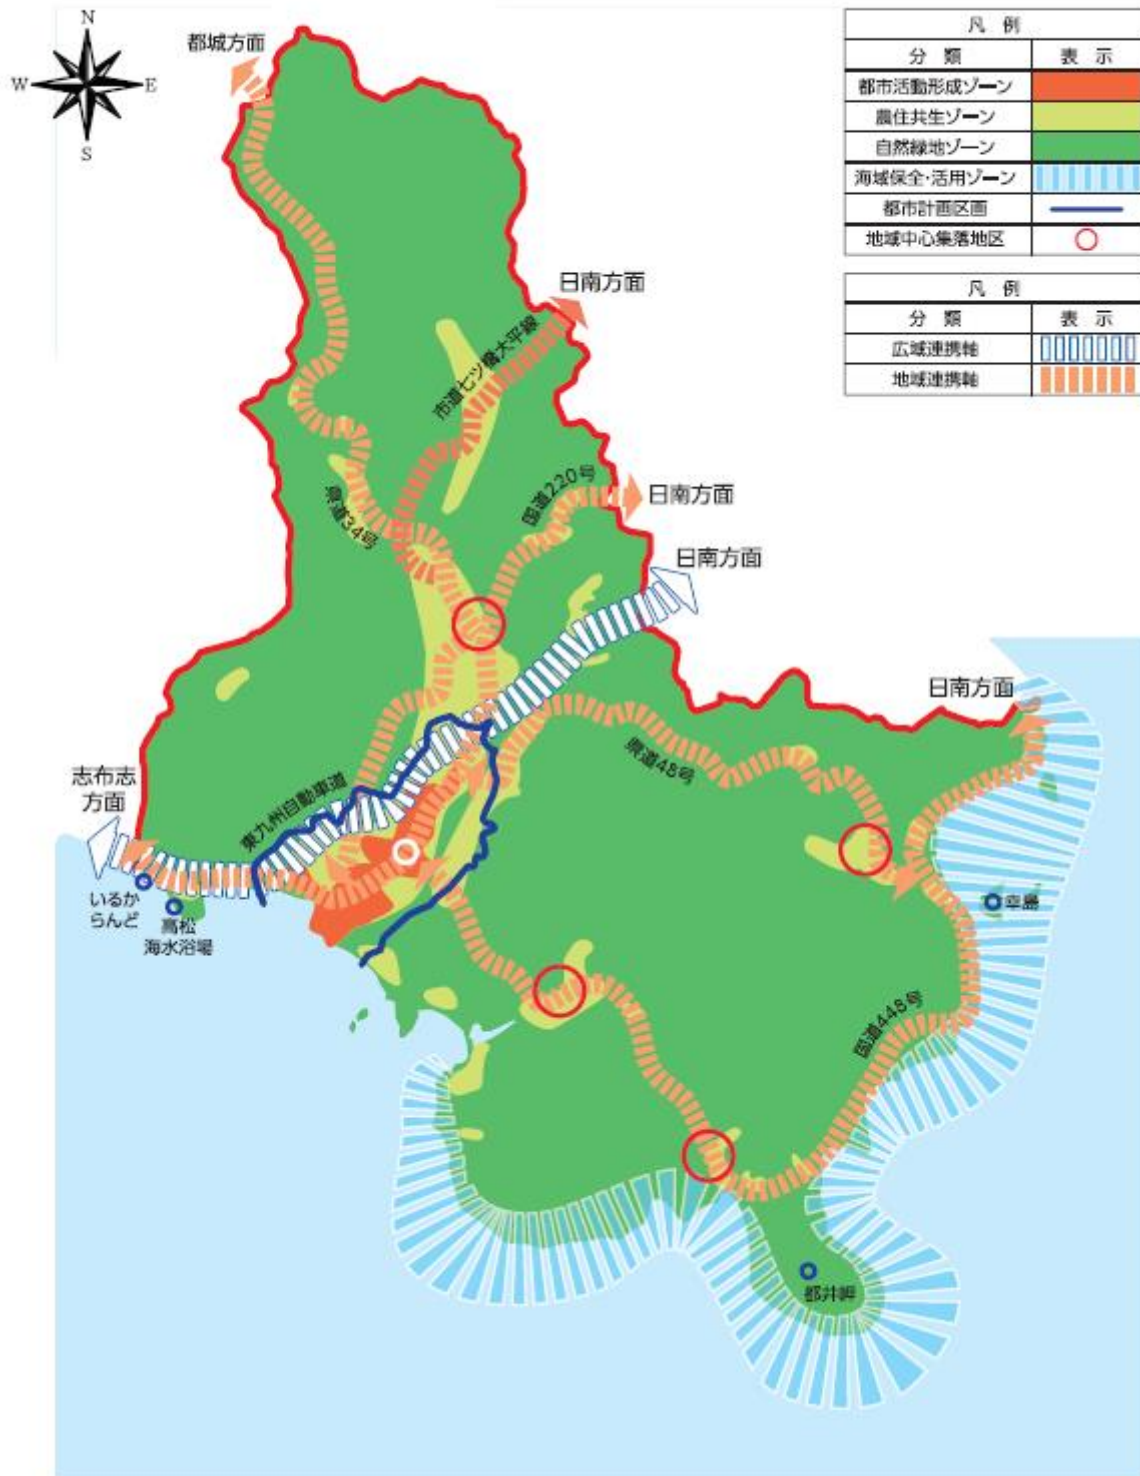 N
W
E
S
都城方面
凡 例
分 類
表 示
都市活動形成ゾーン
農住共生ゾーン
自然緑地ゾーン
海域保全・活用ゾーン
都市計画区画
地域中心集落地区
凡 例
分 類
表 示
広域連携軸
地域連携軸
日南方面
市道七ツ橋大平線
国道220号
日南方面
県道34号
日南方面
日南方面
県道48号
志布志
方面
東九州自動車道
いるか
らんど
高松
海水浴場
幸島
国道448号
都井岬